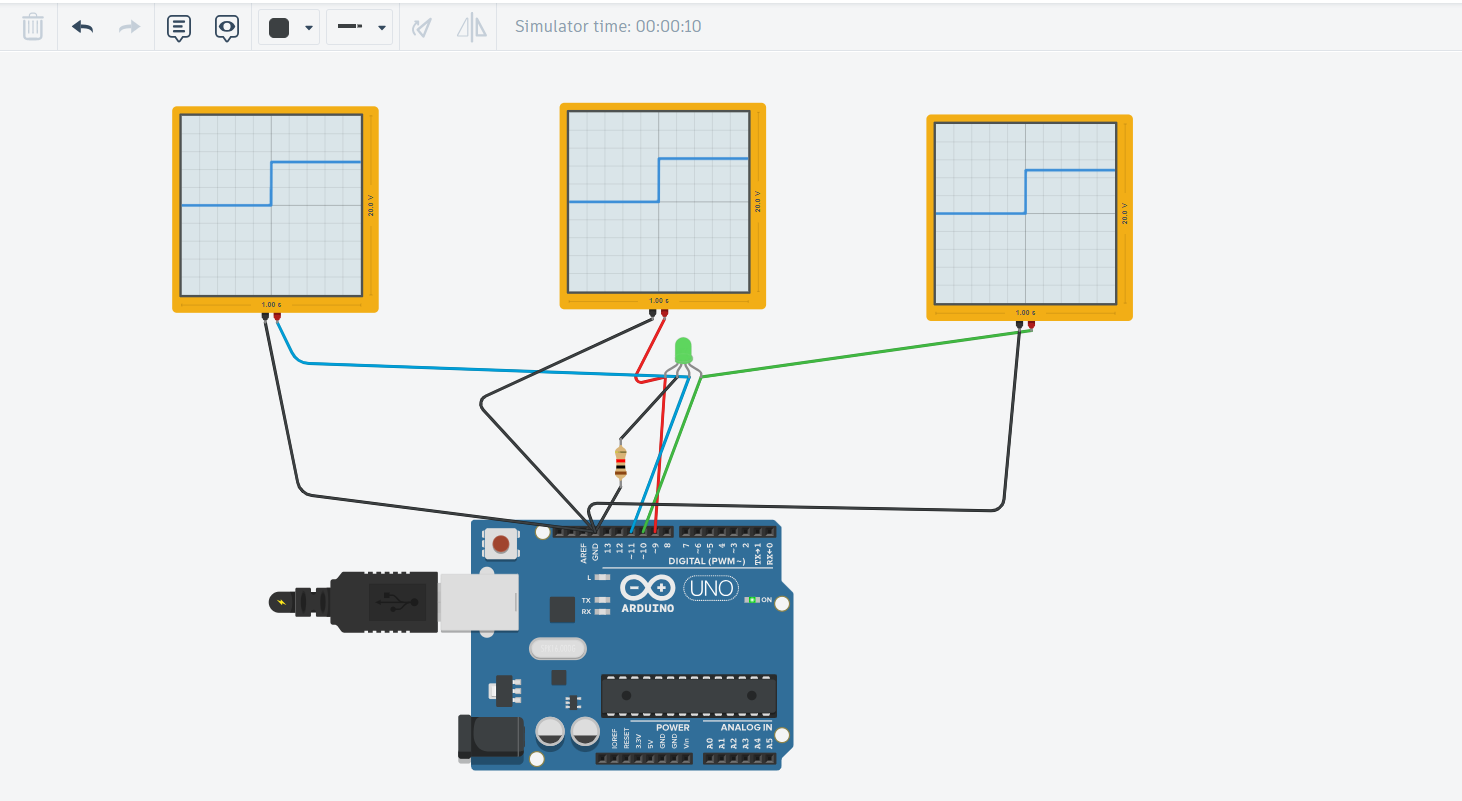 Simulator time: 00:00:10
20.0 V
1.00 s
20.0 V
1.00 s
20.0 V
1.00 s
AREF
GND
13
12
~11
~10
~9
8
7
~6
~5
4
~3
2
TX→1
RX←0
DIGITAL (PWM~)
L
TX
RX
ARDUINO
UNO
ON
POWER
ANALOG IN
IOREF
RESET
3.3V
5V
GND
GND
Vin
A0
A1
A2
A3
A4
A5